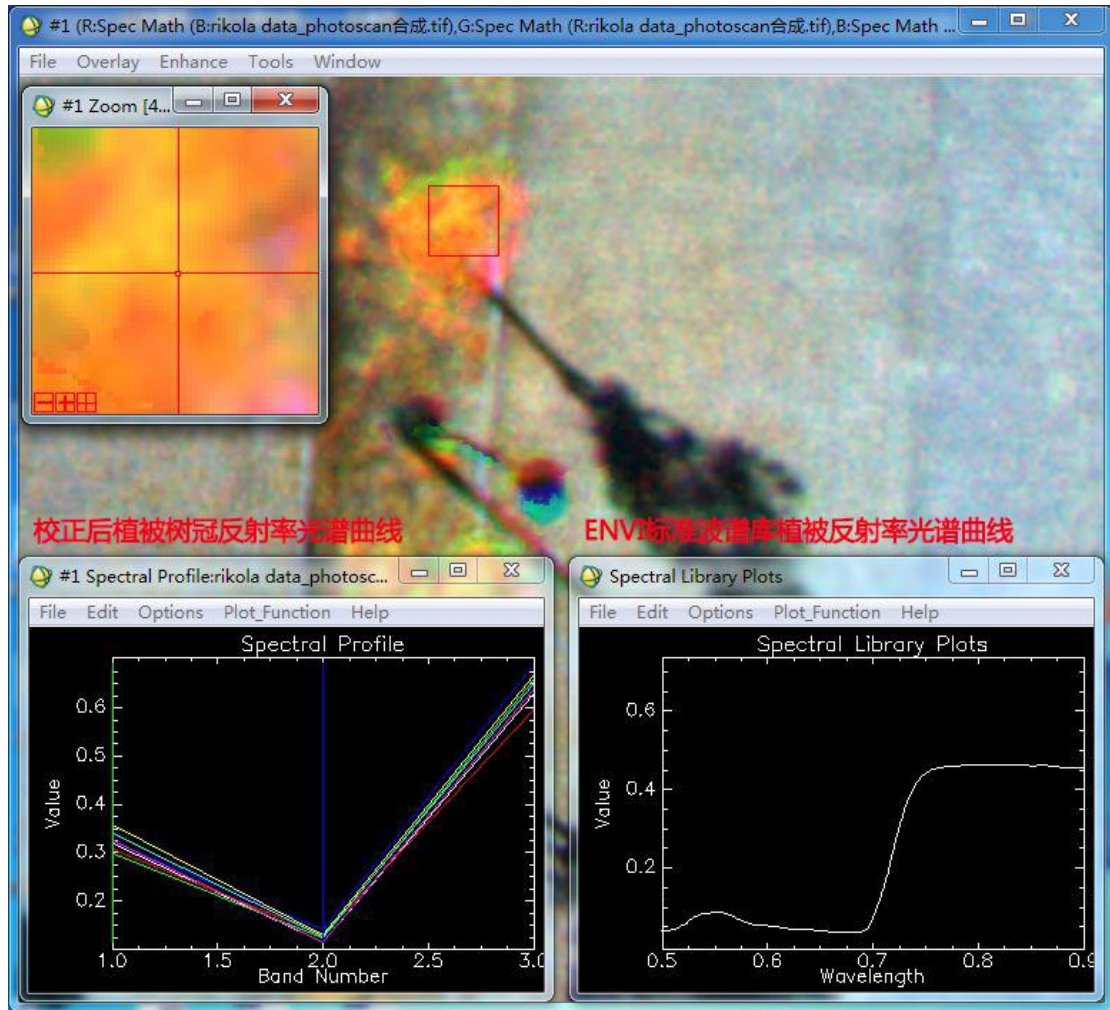 #1 (R:Spec Math (B:rikola data_photoscan合成.tif),G:Spec Math (R:rikola data_photoscan合成.tif),B:Spec Math ...
File Overlay Enhance Tools Window
#1 Zoom [4...
校正后植被树冠反射率光谱曲线
ENVI标准波谱库植被反射率光谱曲线
#1 Spectral Profile:rikola data_photosc...
File Edit Options Plot_Function Help
Spectral Profile
Value
0.6
0.5
0.4
0.3
0.2
1.0 1.5 2.0 2.5 3.0
Band Number
Spectral Library Plots
File Edit Options Plot_Function Help
Spectral Library Plots
Value
0.6
0.4
0.2
0.5 0.6 0.7 0.8 0.9
Wavelength